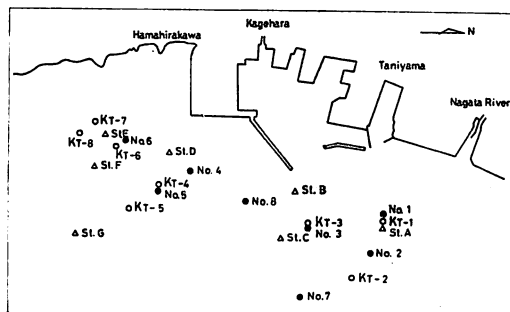 Kagehara
Hamahirakawa
N
Taniyama
Nagata River
KT-7
KT-8
St.E
No.6
KT-6
St.D
St.F
No. 4
KT-4
No.5
St. B
No. 8
KT-5
No. 1
KT-3
KT-1
No. 3
St. A
St. G
St. C
No. 2
KT-2
No. 7